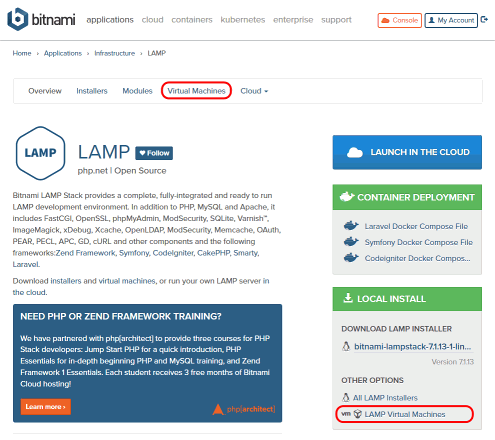 bitnami
applications cloud containers kubernetes enterprise support
Console
My Account
Home › Applications › Infrastructure › LAMP
Overview Installers Modules Virtual Machines Cloud
LAMP
LAMP
Follow
php.net | Open Source
Bitnami LAMP Stack provides a complete, fully-integrated and ready to run
LAMP development environment. In addition to PHP, MySQL and Apache, it
includes FastCGI, OpenSSL, phpMyAdmin, ModSecurity, SQLite, Varnish™,
ImageMagick, xDebug, Xcache, OpenLDAP, ModSecurity, Memcache, OAuth,
PEAR, PECL, APC, GD, cURL and other components and the following
frameworks:Zend Framework, Symfony, CodeIgniter, CakePHP, Smarty,
Laravel.
Download installers and virtual machines, or run your own LAMP server in
the cloud.
NEED PHP OR ZEND FRAMEWORK TRAINING?
We have partnered with php[architect] to provide three courses for PHP
Stack developers: Jump Start PHP for a quick introduction, PHP
Essentials for in-depth beginning PHP and MySQL training, and Zend
Framework 1 Essentials. Each student receives 3 free months of Bitnami
Cloud hosting!
Learn more ›
php[architect]
LAUNCH IN THE CLOUD
CONTAINER DEPLOYMENT
Laravel Docker Compose File
Symfony Docker Compose File
Codeigniter Docker Compos...
LOCAL INSTALL
DOWNLOAD LAMP INSTALLER
bitnami-lampstack-7.1.13-1-lin...
Version 7.1.13
OTHER OPTIONS
All LAMP Installers
vm LAMP Virtual Machines